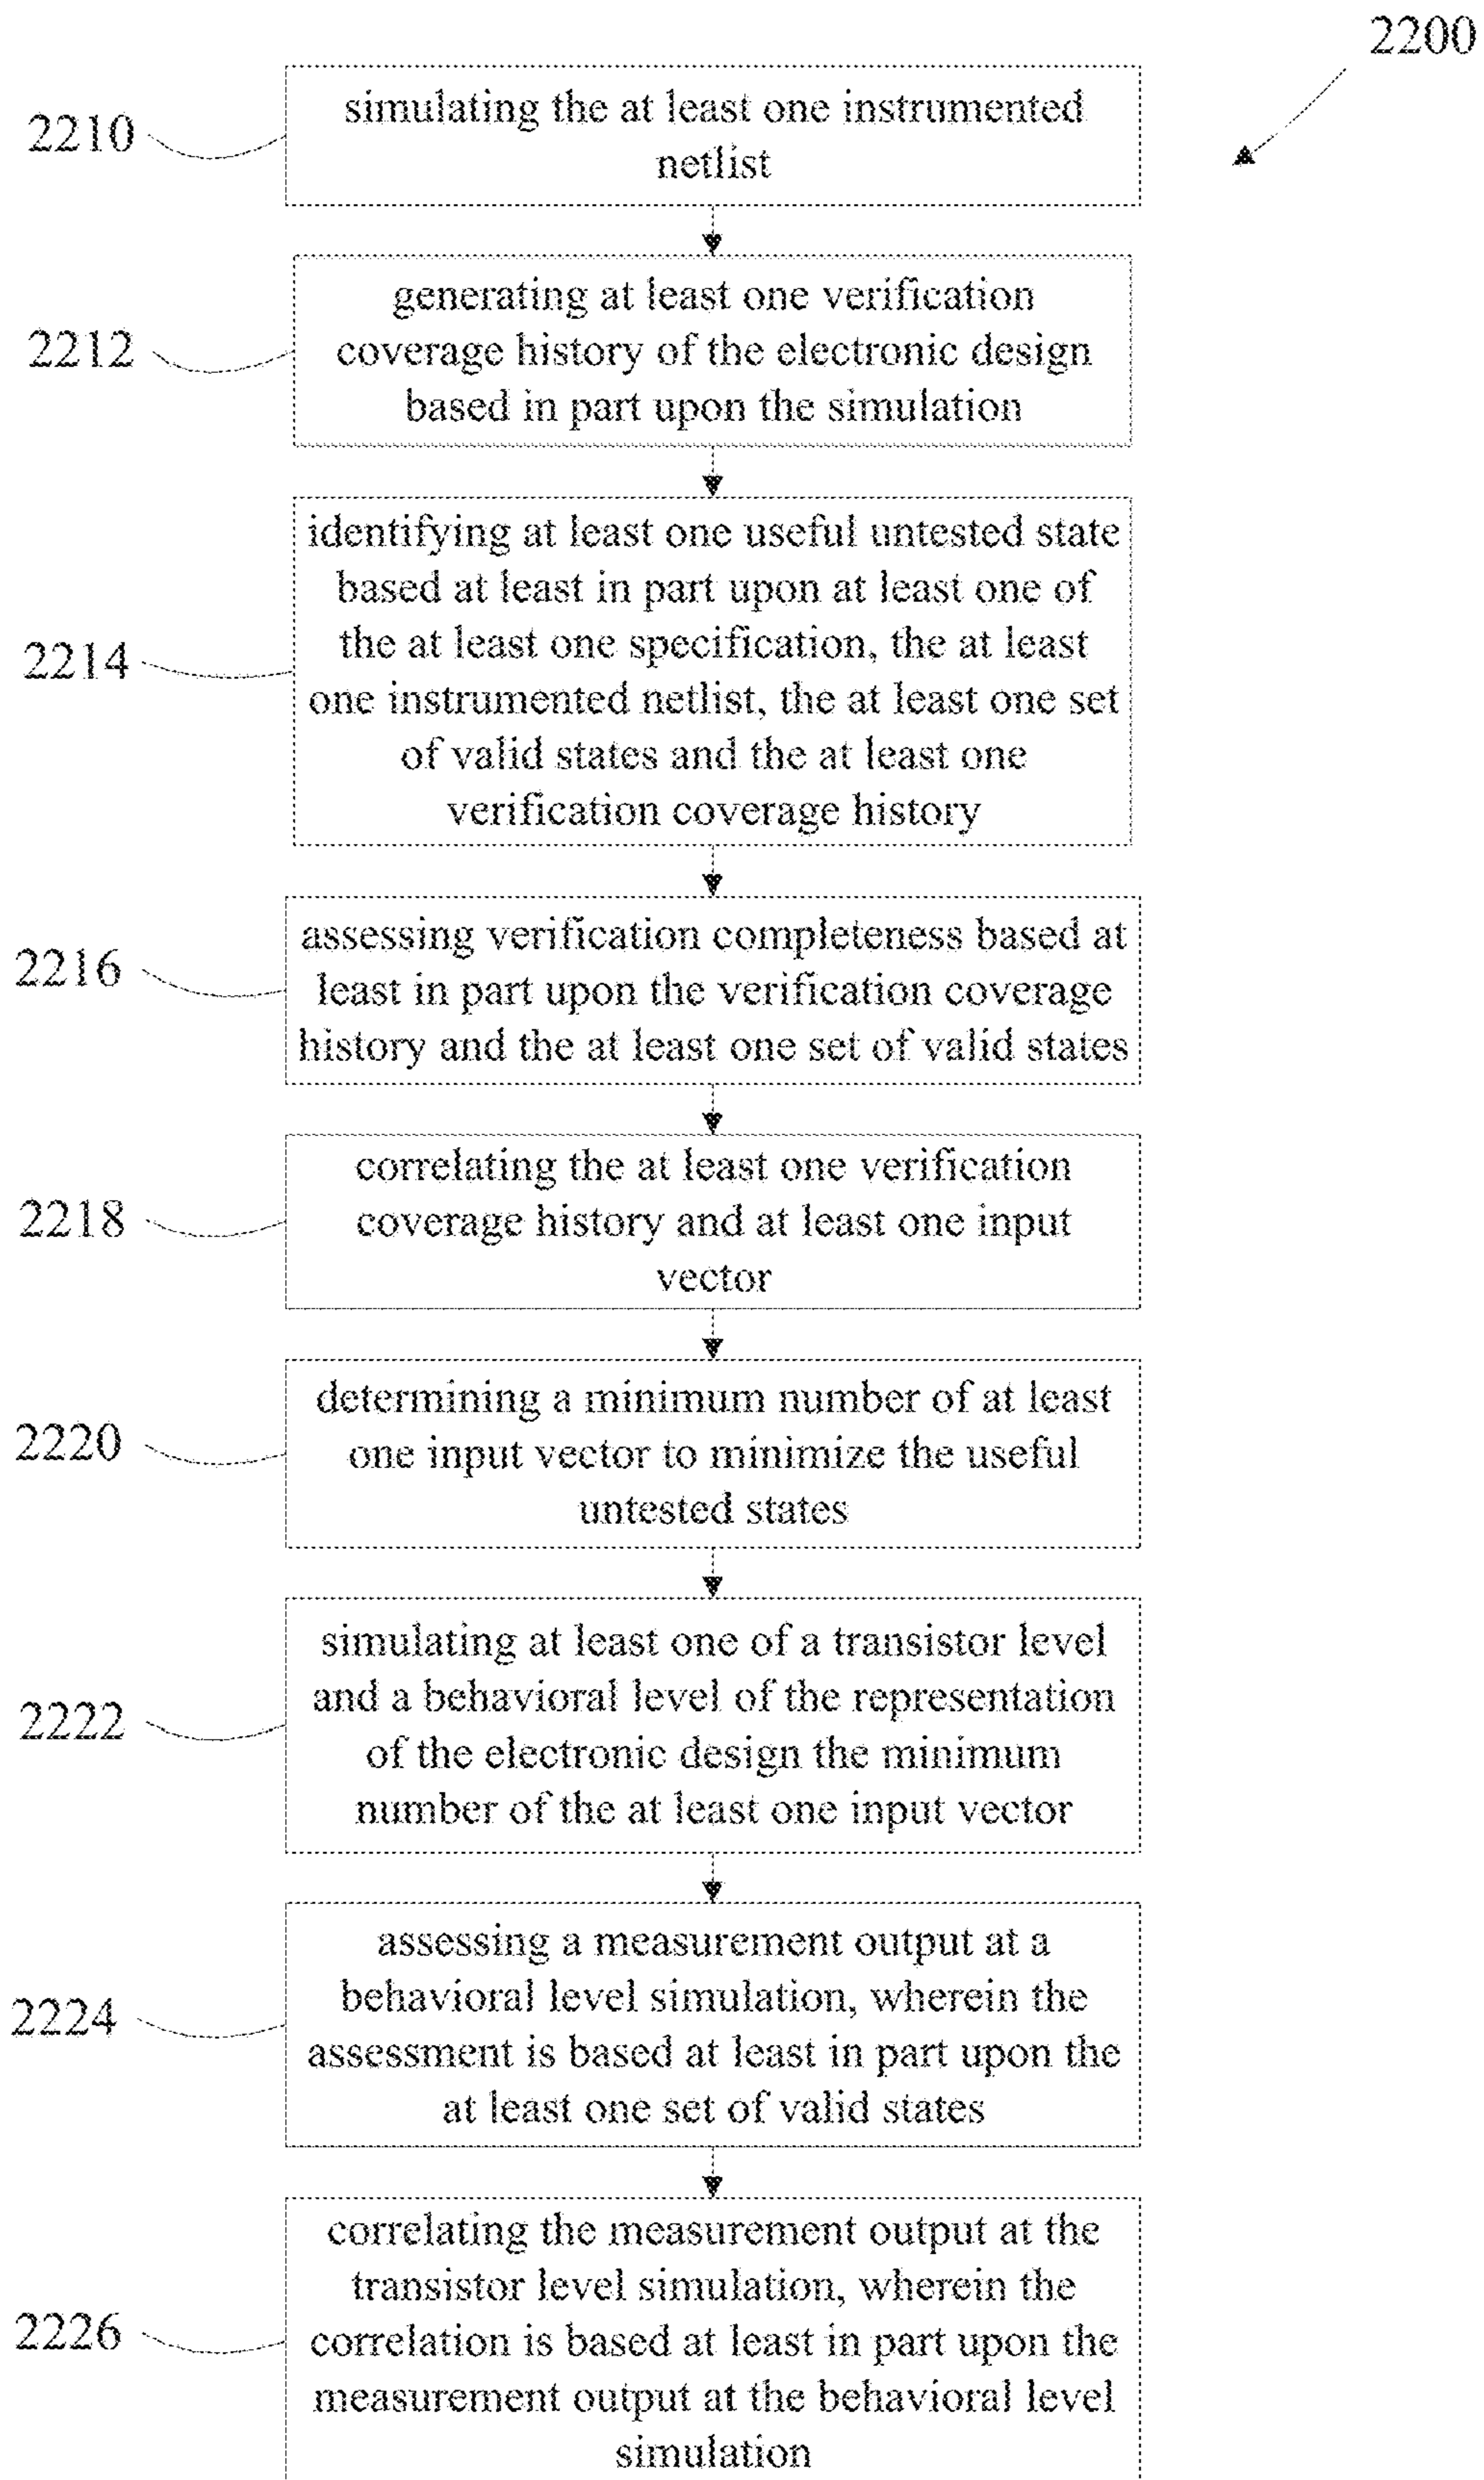 2200
2210
simulating the at least one instrumented
netlist
2212
generating at least one verification
coverage history of the electronic design
based in part upon the simulation
2214
identifying at least one useful untested state
based at least in part upon at least one of
the at least one specification, the at least
one instrumented netlist, the at least one set
of valid states and the at least one
verification coverage history
2216
assessing verification completeness based at
least in part upon the verification coverage
history and the at least one set of valid states
2218
correlating the at least one verification
coverage history and at least one input
vector
2220
determining a minimum number of at least
one input vector to minimize the useful
untested states
2222
simulating at least one of a transistor level
and a behavioral level of the representation
of the electronic design the minimum
number of the at least one input vector
2224
assessing a measurement output at a
behavioral level simulation, wherein the
assessment is based at least in part upon the
at least one set of valid states
2226
correlating the measurement output at the
transistor level simulation, wherein the
correlation is based at least in part upon the
measurement output at the behavioral level
simulation